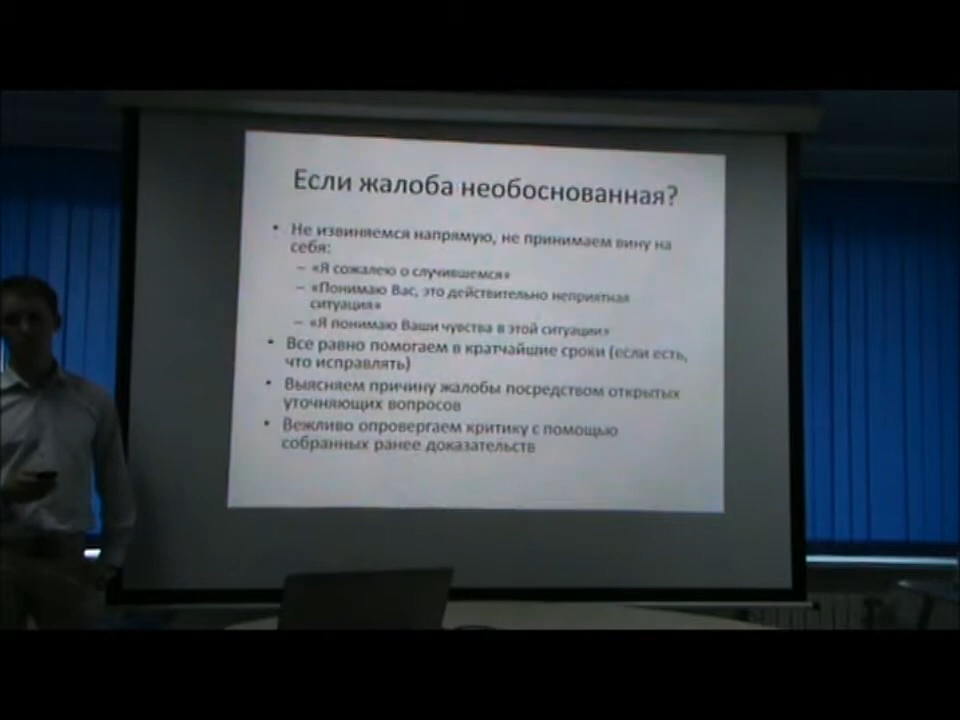 Если жалоба необоснованная?
• Не извиняемся напрямую, не принимаем вину на
себя:
– «Я сожалею о случившемся»
– «Понимаю Вас, это действительно неприятная
ситуация»
– «Я понимаю Ваши чувства в этой ситуации»
• Все равно помогаем в кратчайшие сроки (если есть,
что исправлять)
• Выясняем причину жалобы посредством открытых
уточняющих вопросов
• Вежливо опровергаем критику с помощью
собранных ранее доказательств